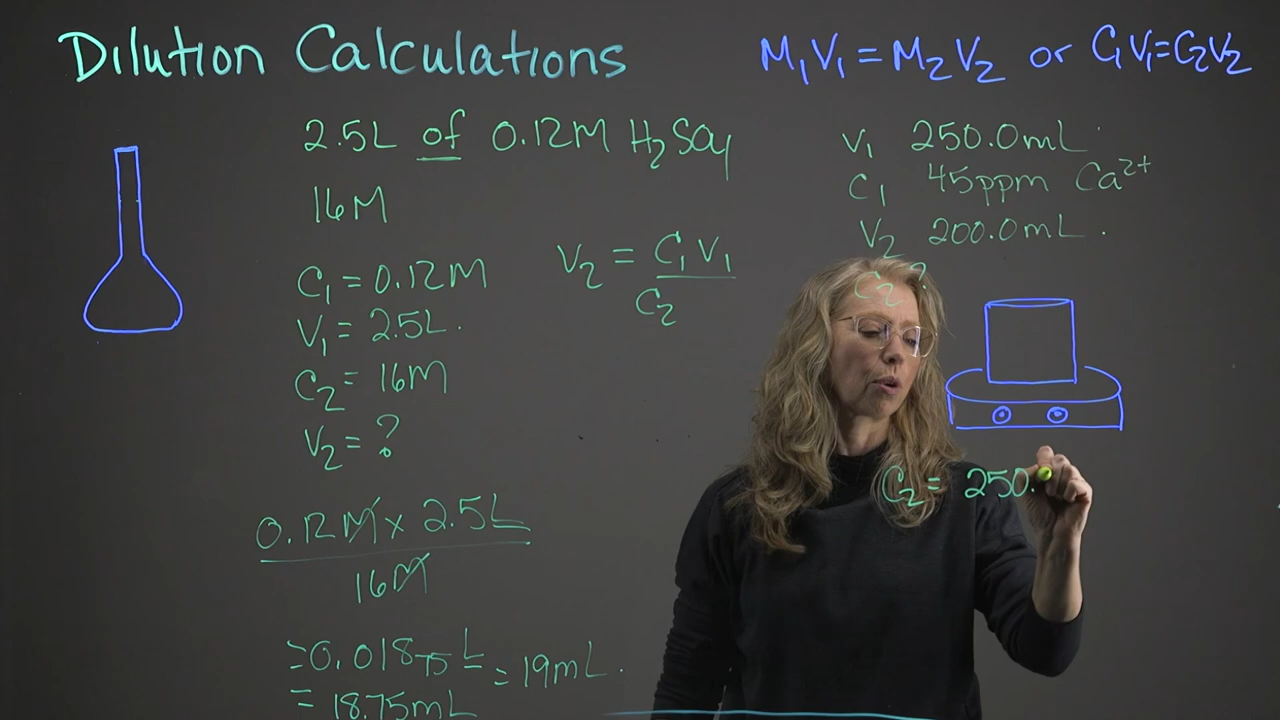 Dilution Calculations
M₁V₁ = M₂V₂ or C₁V₁=C₂V₂
2.5L of 0.12M H₂SO₄
16M
C₁ = 0.12M
V₁ = 2.5L.
C₂ = 16M
V₂ = ?
V₂ = C₁V₁
C₂
0.12M x 2.5L
16M
=0.01875 L = 19mL.
= 18.75mL
V₁ 250.0mL.
C₁ 45ppm Ca²⁺
V₂ 200.0mL.
C₂ ?
C₂ = 250.